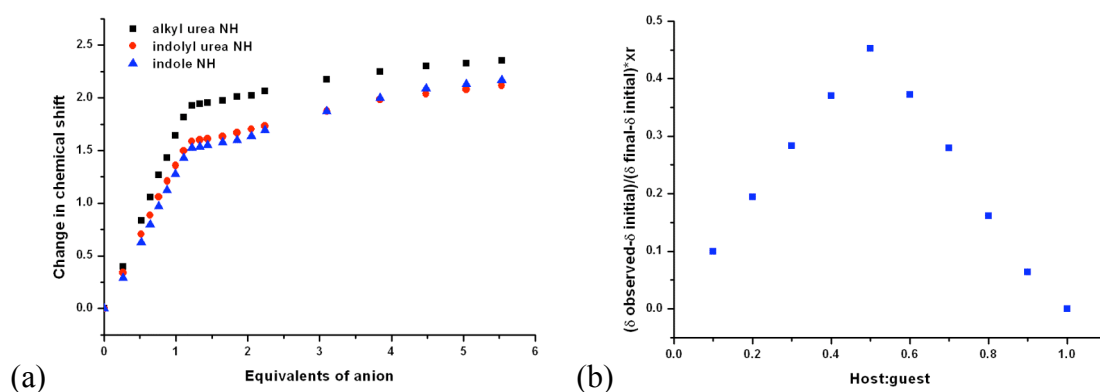 alkyl urea NH
indolyl urea NH
indole NH
Change in chemical shift
2.5
2.0
1.5
1.0
0.5
0.0
0 1 2 3 4 5 6
Equivalents of anion
(a)
(δ observed-δ initial)/(δ final-δ initial)*xr
0.5
0.4
0.3
0.2
0.1
0.0
0.0 0.2 0.4 0.6 0.8 1.0
Host:guest
(b)